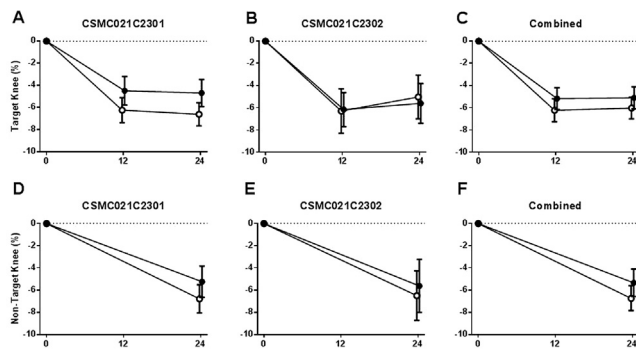 A CSMC021C2301
B CSMC021C2302
C Combined
Target Knee (%)
0
-2
-4
-6
-8
-10
0 12 24
0
-2
-4
-6
-8
-10
0 12 24
0
-2
-4
-6
-8
-10
0 12 24
D CSMC021C2301
E CSMC021C2302
F Combined
Non-Target Knee (%)
0
-2
-4
-6
-8
-10
0 12 24
0
-2
-4
-6
-8
-10
0 12 24
0
-2
-4
-6
-8
-10
0 12 24